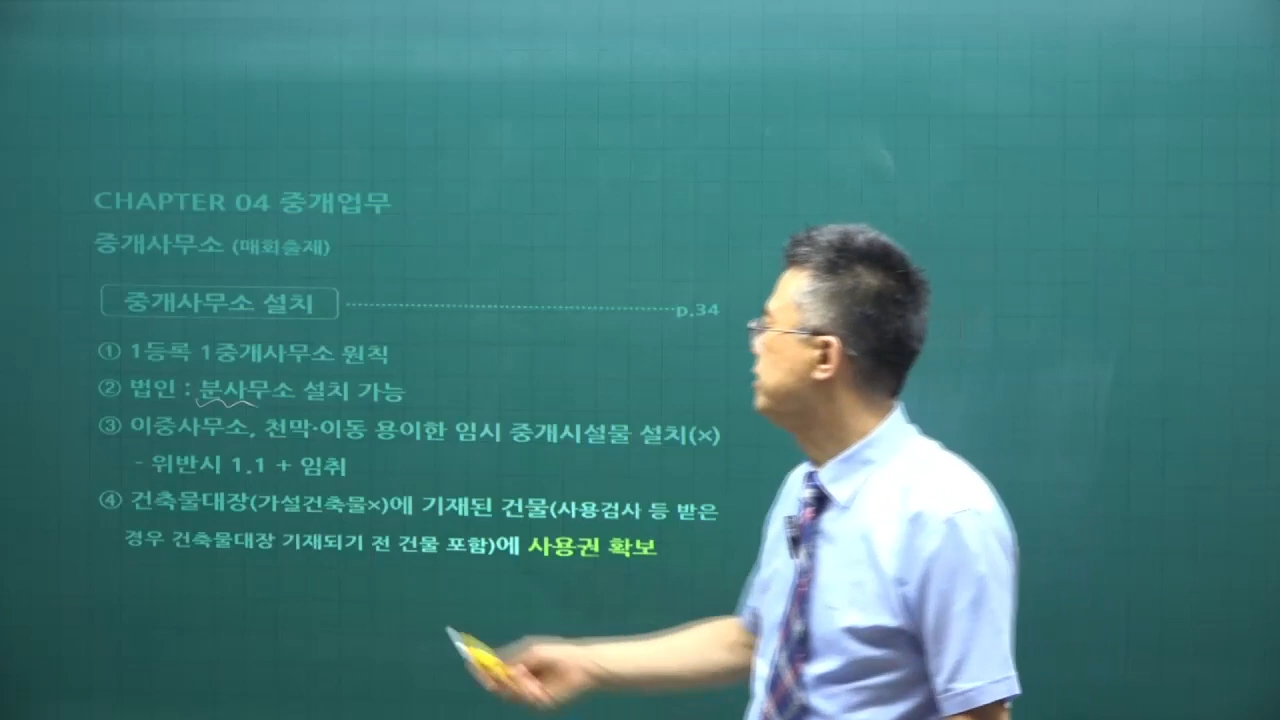 CHAPTER 04 중개업무
중개사무소 (매회출제)
중개사무소 설치 p.34
① 1등록 1중개사무소 원칙
② 법인 : 분사무소 설치 가능
③ 이중사무소, 천막·이동 용이한 임시 중개시설물 설치(×)
- 위반시 1.1 + 임취
④ 건축물대장(가설건축물×)에 기재된 건물(사용검사 등 받은
경우 건축물대장 기재되기 전 건물 포함)에 사용권 확보